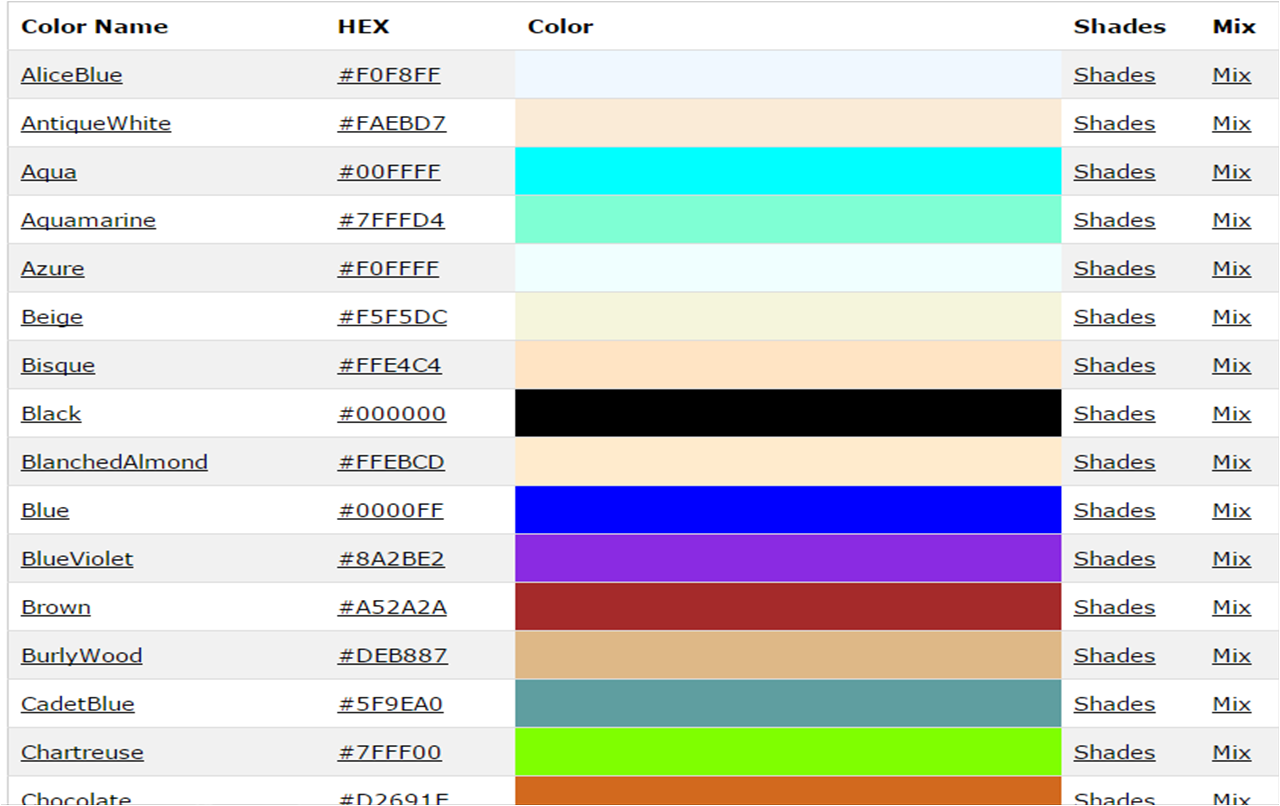 Color Name HEX Color Shades Mix
AliceBlue #F0F8FF Shades Mix
AntiqueWhite #FAEBD7 Shades Mix
Aqua #00FFFF Shades Mix
Aquamarine #7FFFD4 Shades Mix
Azure #F0FFFF Shades Mix
Beige #F5F5DC Shades Mix
Bisque #FFE4C4 Shades Mix
Black #000000 Shades Mix
BlanchedAlmond #FFEBCD Shades Mix
Blue #0000FF Shades Mix
BlueViolet #8A2BE2 Shades Mix
Brown #A52A2A Shades Mix
BurlyWood #DEB887 Shades Mix
CadetBlue #5F9EA0 Shades Mix
Chartreuse #7FFF00 Shades Mix
Chocolate #D2691E Shades Mix